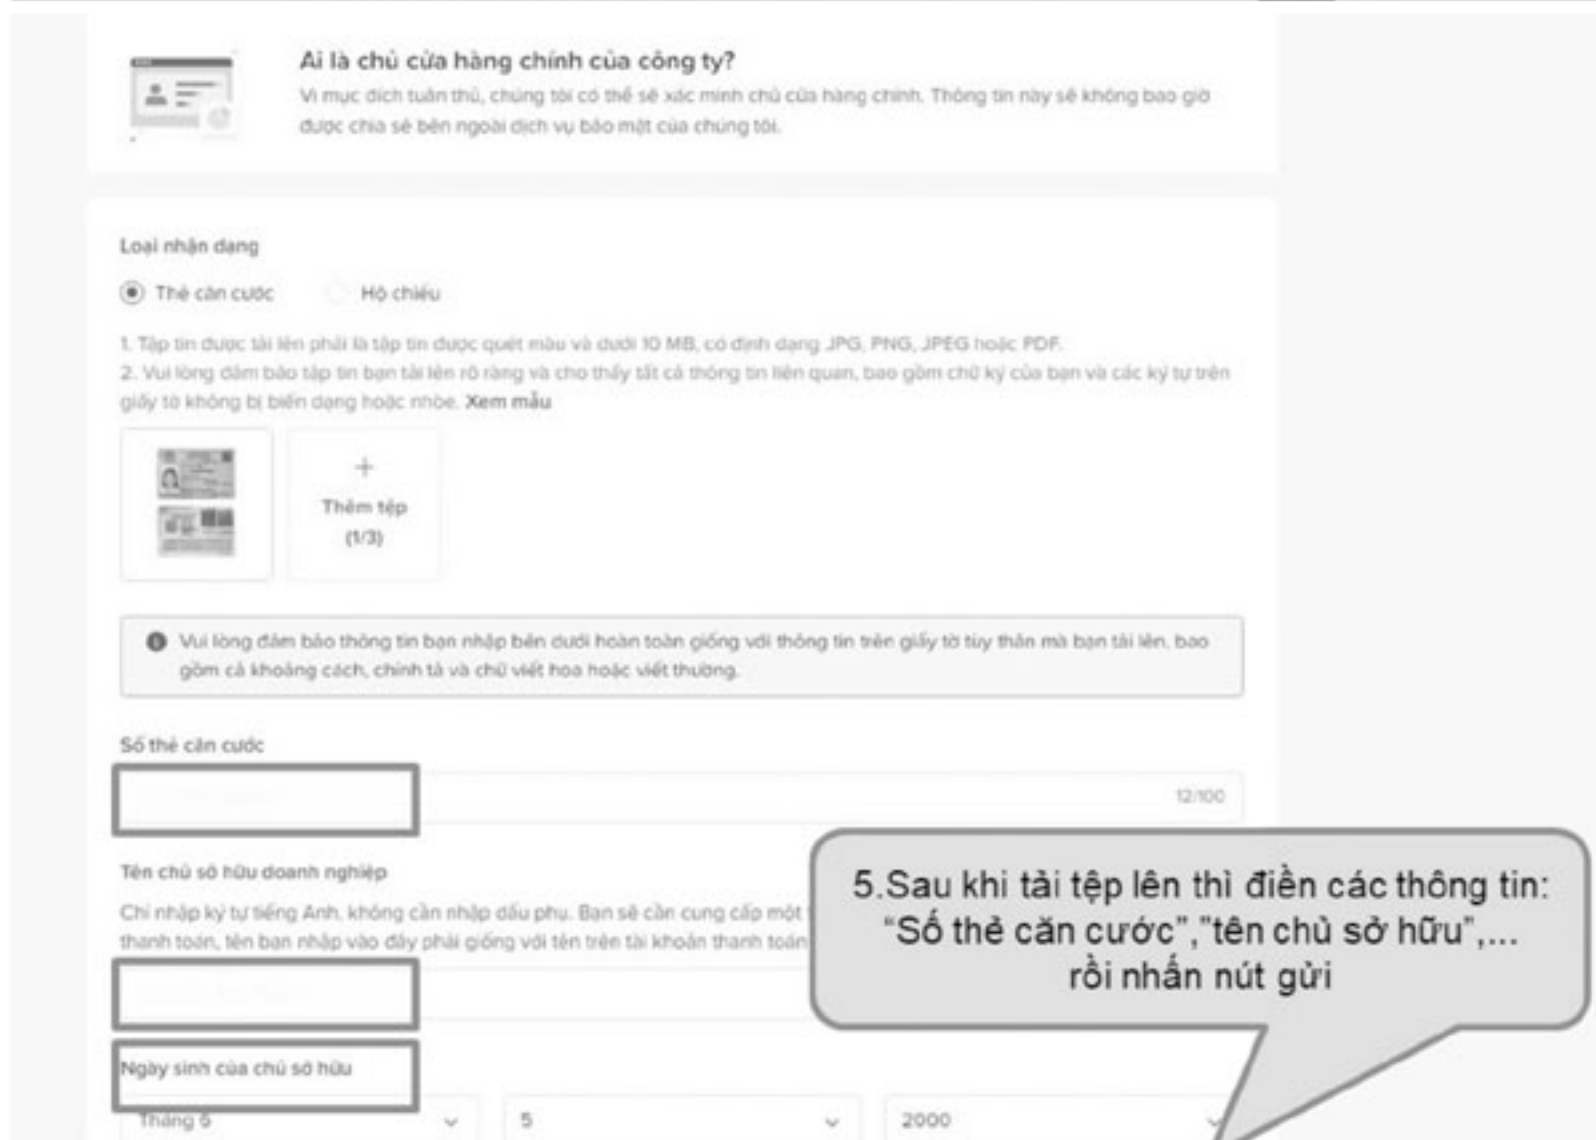 Ai là chủ cửa hàng chính của công ty?
Vì mục đích tuân thủ, chúng tôi có thể sẽ xác minh chủ cửa hàng chính. Thông tin này sẽ không bao giờ
được chia sẻ bên ngoài dịch vụ bảo mật của chúng tôi.
Loại nhận dạng
Thẻ căn cước
Hộ chiếu
1. Tập tin được tải lên phải là tập tin được quét màu và dưới 10 MB, có định dạng JPG, PNG, JPEG hoặc PDF.
2. Vui lòng đảm bảo tập tin bạn tải lên rõ ràng và cho thấy tất cả thông tin liên quan, bao gồm chữ ký của bạn và các ký tự trên
giấy tờ không bị biến dạng hoặc nhòe. Xem mẫu
+
Thêm tệp
(1/3)
Vui lòng đảm bảo thông tin bạn nhập bên dưới hoàn toàn giống với thông tin trên giấy tờ tùy thân mà bạn tải lên, bao
gồm cả khoảng cách, chính tả và chữ viết hoa hoặc viết thường.
Số thẻ căn cước
12/100
Tên chủ sở hữu doanh nghiệp
Chỉ nhập ký tự tiếng Anh, không cần nhập dấu phụ. Bạn sẽ cần cung cấp một
thanh toán, tên bạn nhập vào đây phải giống với tên trên tài khoản thanh toán
5.Sau khi tải tệp lên thì điền các thông tin:
“Số thẻ căn cước”,”tên chủ sở hữu”,...
rồi nhấn nút gửi
Ngày sinh của chủ sở hữu
Tháng 6
5
2000